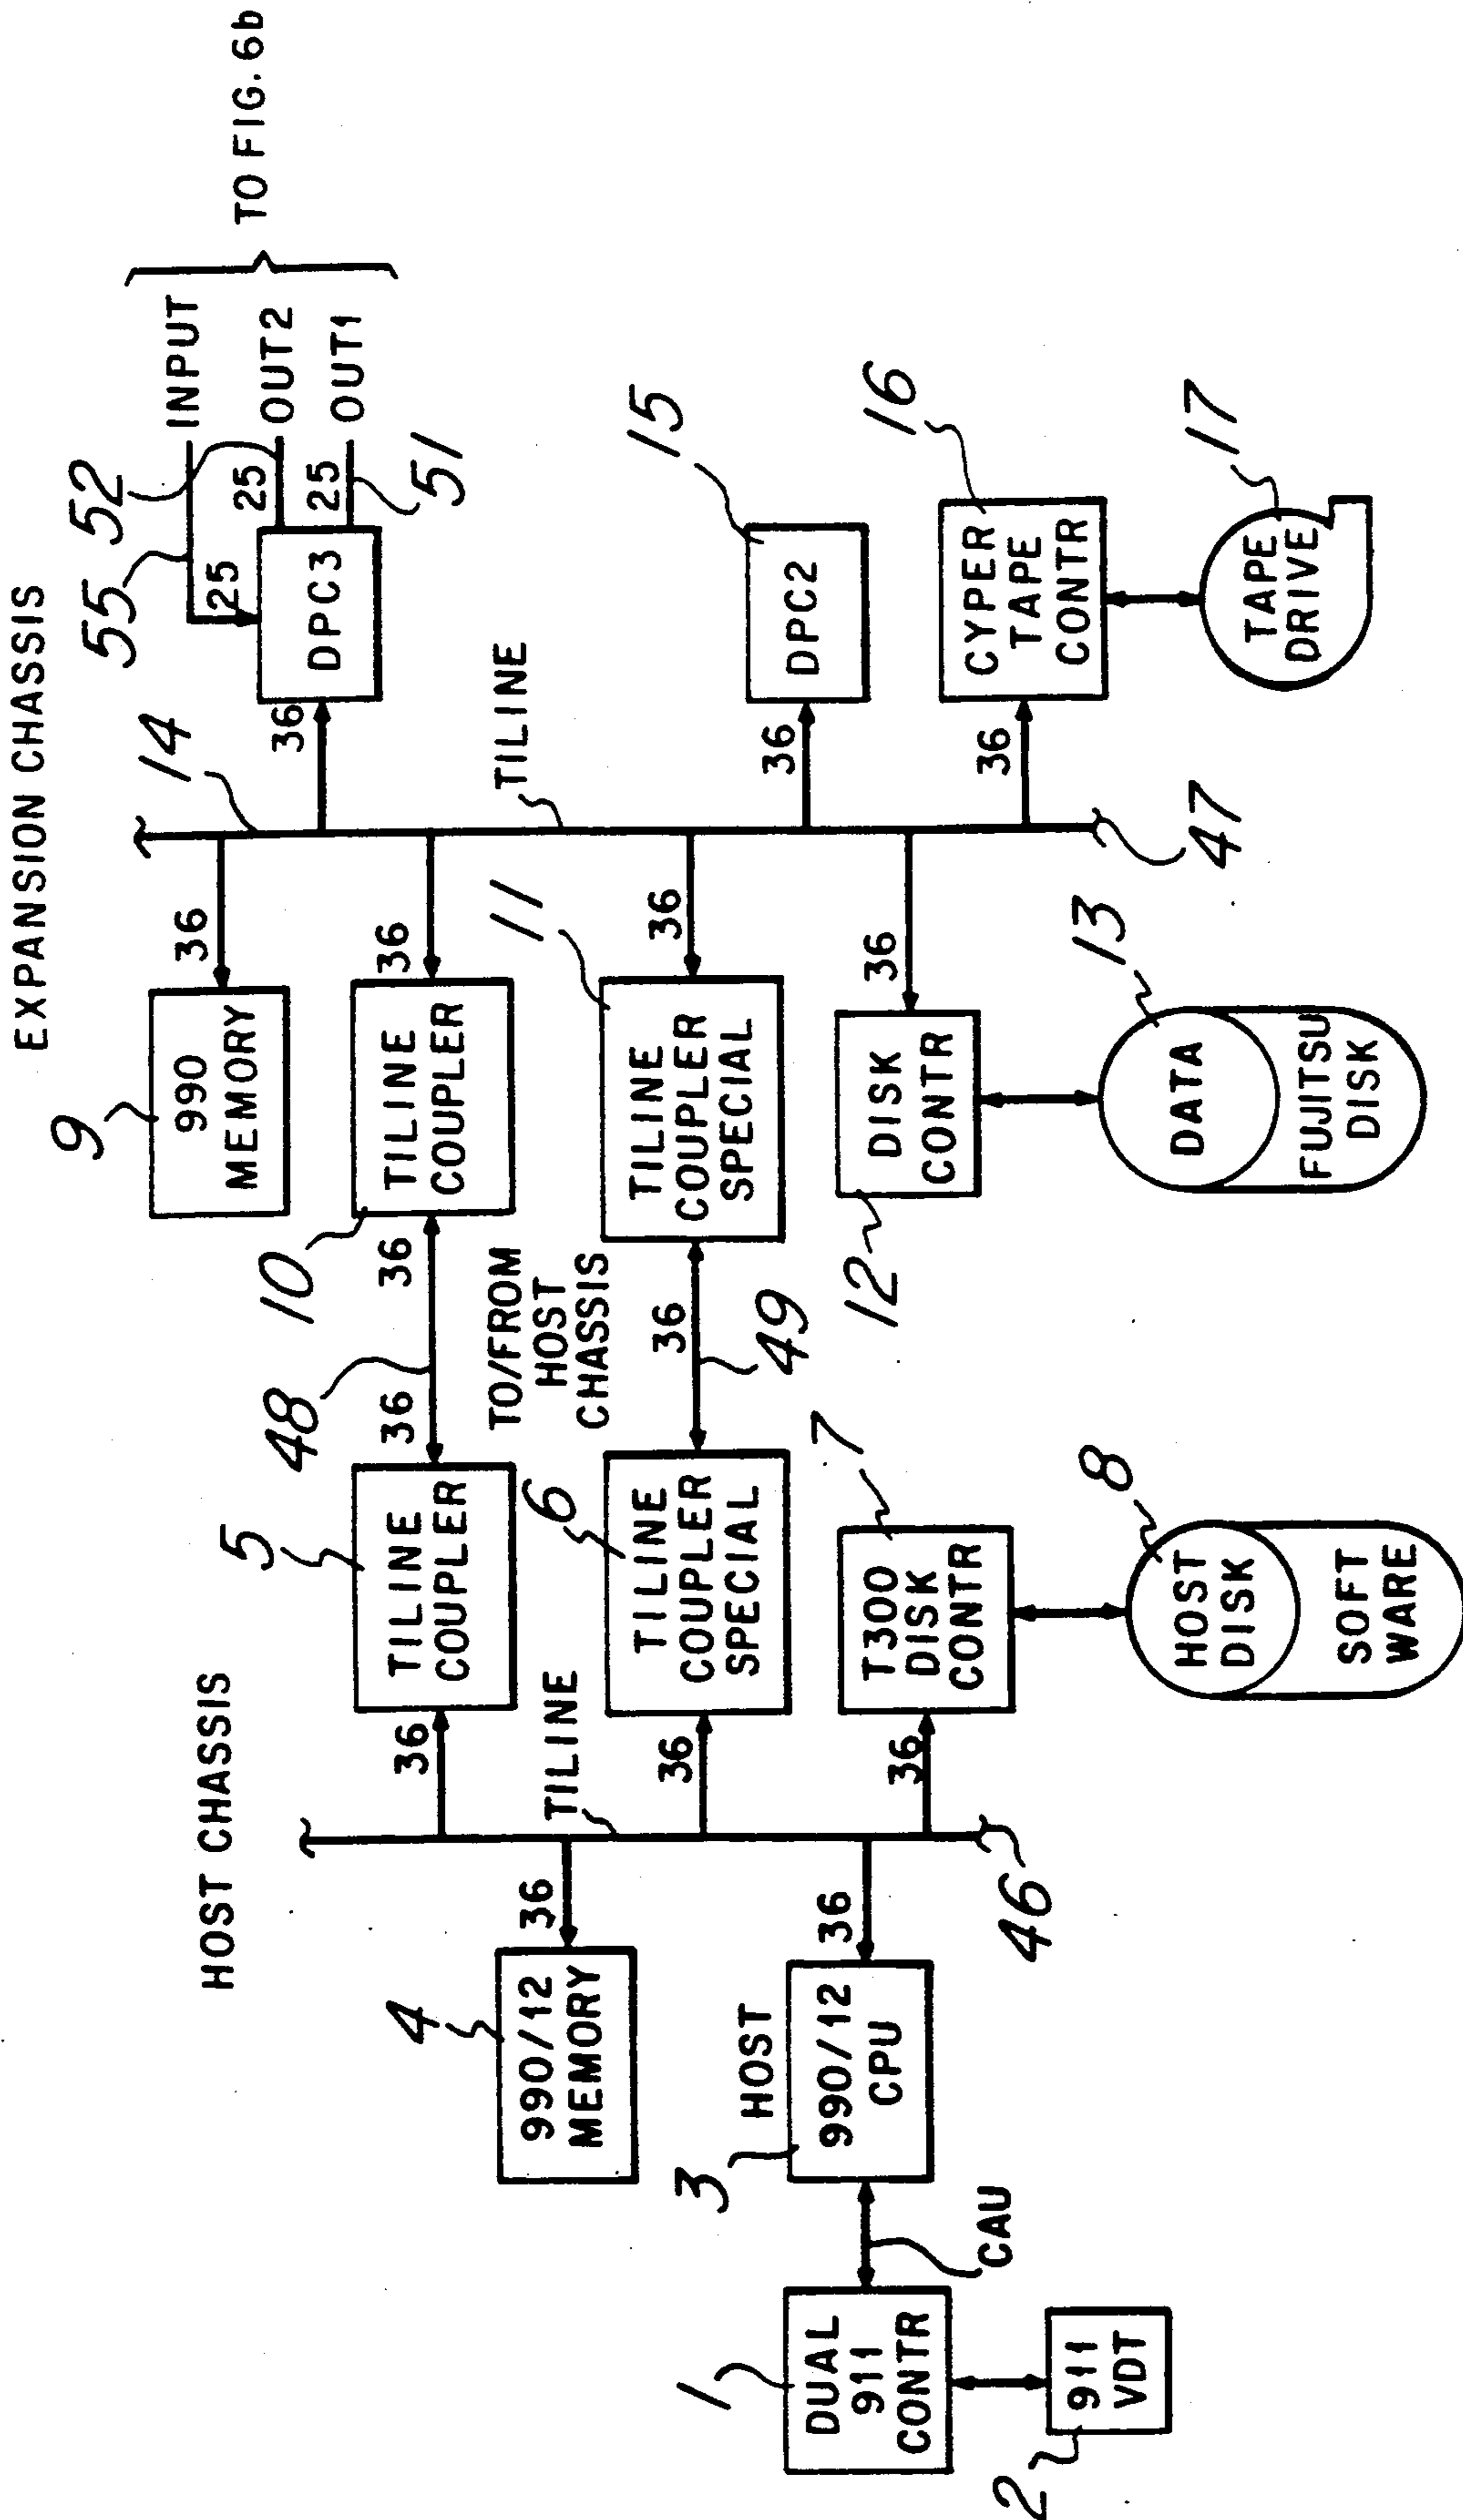 EXPANSION CHASSIS
HOST CHASSIS
TO FIG. 6b
1
DUAL
911
CONTR
2
911
VDT
CAU
3
HOST
990/12
CPU
36
4
990/12
MEMORY
36
TILINE
46
36
5
TILINE
COUPLER
36
6
TILINE
COUPLER
SPECIAL
36
7
T300
DISK
CONTR
8
HOST
DISK
SOFT
WARE
48
36
36
TO/FROM
HOST
CHASSIS
36
49
9
990
MEMORY
36
10
TILINE
COUPLER
36
11
TILINE
COUPLER
SPECIAL
36
12
DISK
CONTR
36
13
DATA
FUJITSU
DISK
14
TILINE
47
36
DPC3
55
52
25
25
25
51
INPUT
OUT2
OUT1
36
15
DPC2
36
16
CYPER
TAPE
CONTR
17
TAPE
DRIVE